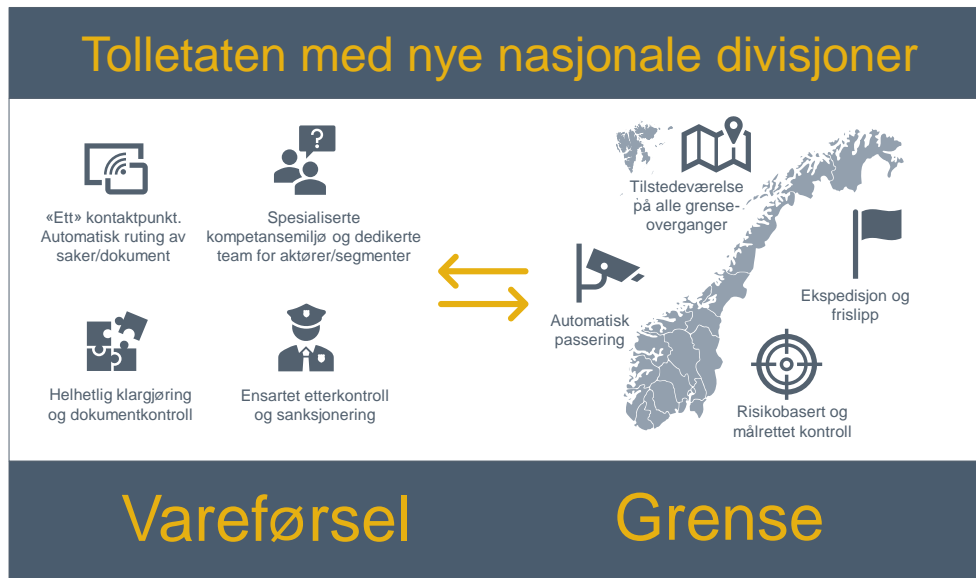 Tolletaten med nye nasjonale divisjoner
«Ett» kontaktpunkt.
Automatisk ruting av
saker/dokument
?
Spesialiserte
kompetansemiljø og dedikerte
team for aktører/segmenter
Helhetlig klargjøring
og dokumentkontroll
Ensartet etterkontroll
og sanksjonering
Tilstedeværelse
på alle grense-
overganger
Automatisk
passering
Ekspedisjon og
frislipp
Risikobasert og
målrettet kontroll
Vareførsel
Grense